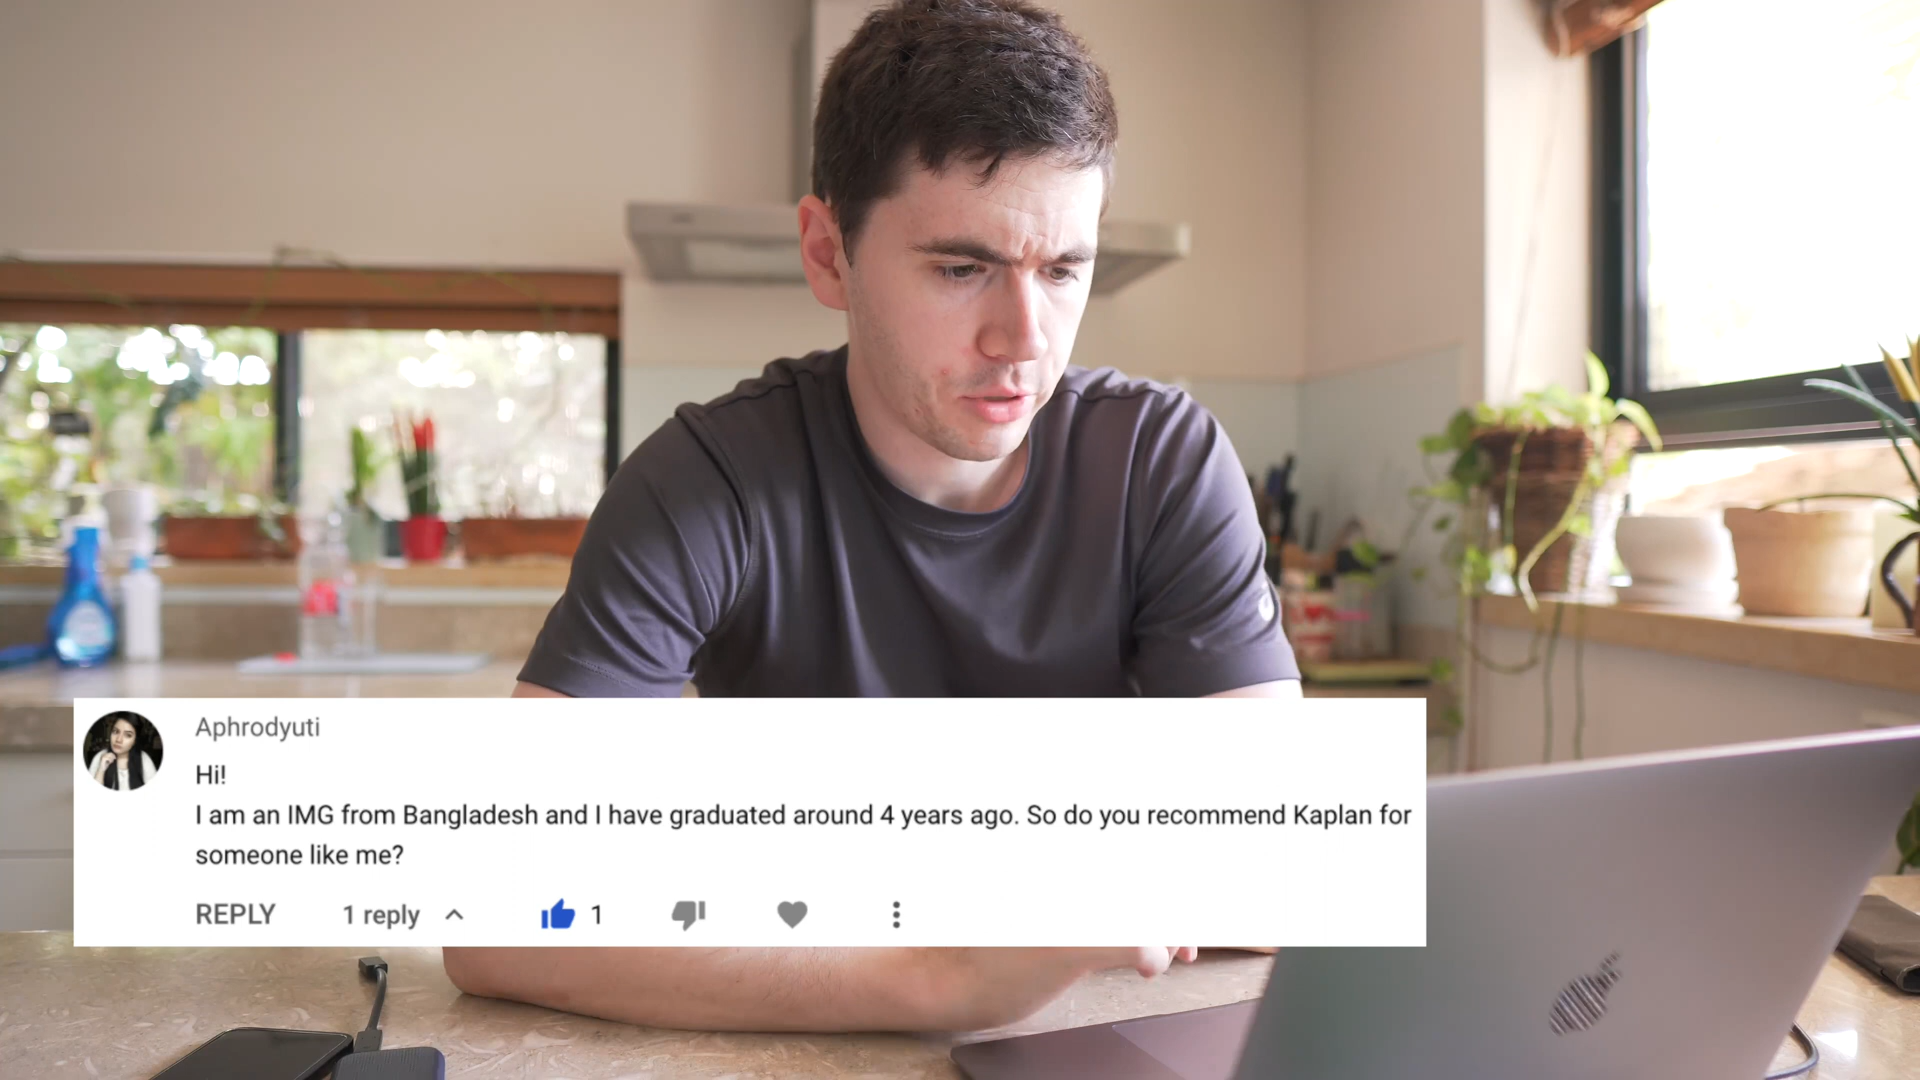 Aphrodyuti
Hi!
I am an IMG from Bangladesh and I have graduated around 4 years ago. So do you recommend Kaplan for
someone like me?
REPLY 1 reply 1